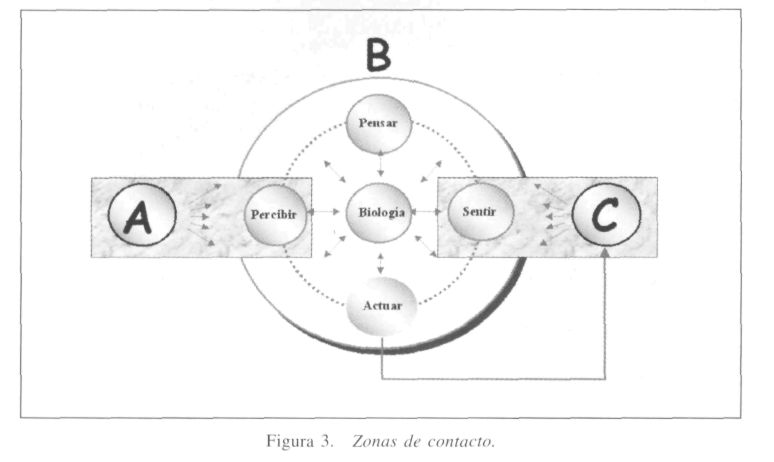 B
Pensar
A
Percibir
Biología
Sentir
C
Actuar
Figura 3. Zonas de contacto.